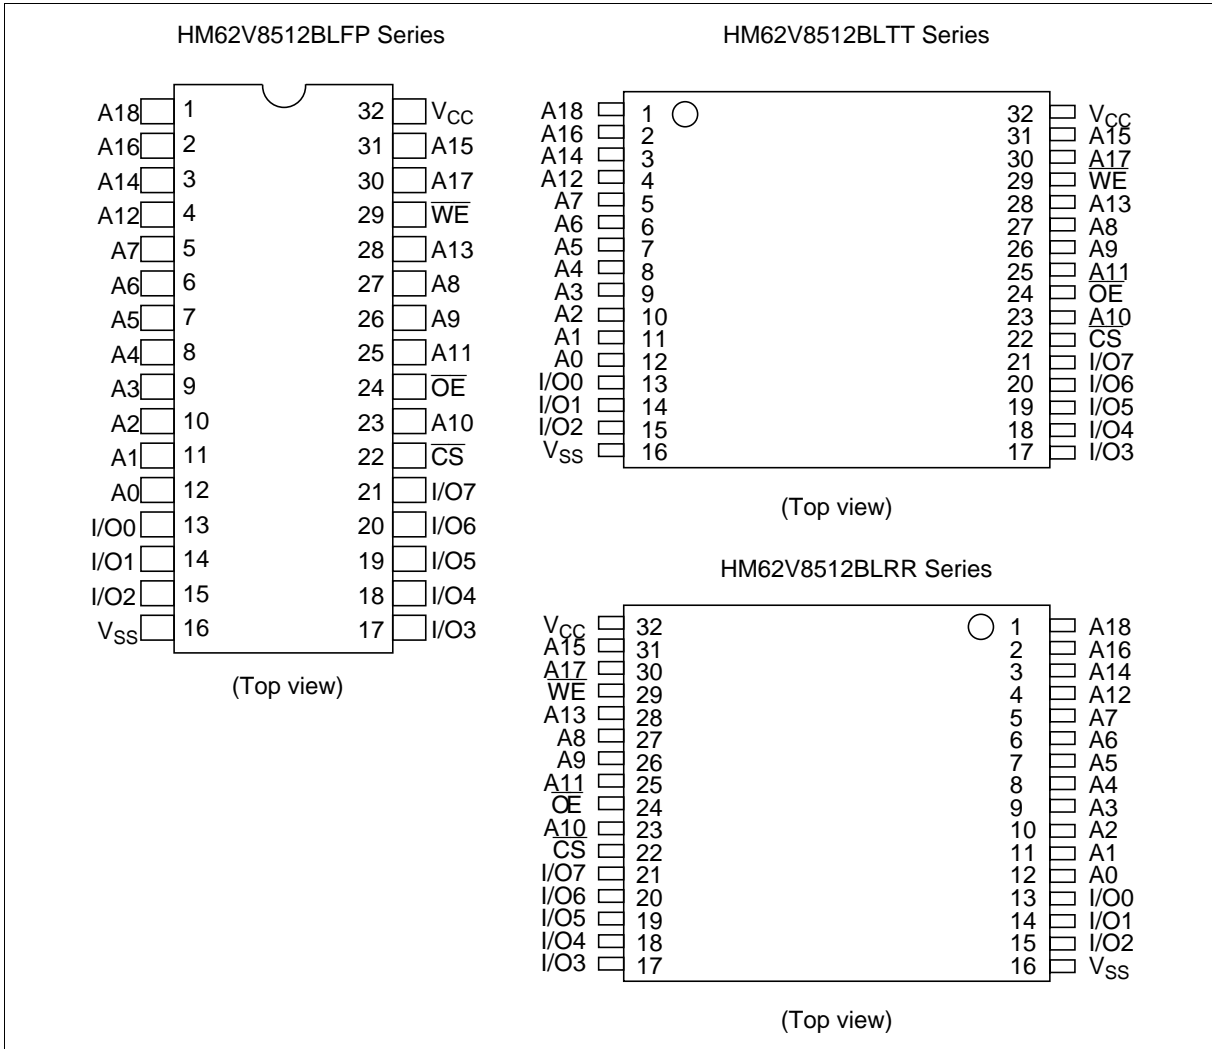 HM62V8512BLFP Series
A18 1 32 VCC
A16 2 31 A15
A14 3 30 A17
A12 4 29 W̅E̅
A7 5 28 A13
A6 6 27 A8
A5 7 26 A9
A4 8 25 A11
A3 9 24 O̅E̅
A2 10 23 A10
A1 11 22 C̅S̅
A0 12 21 I/O7
I/O0 13 20 I/O6
I/O1 14 19 I/O5
I/O2 15 18 I/O4
VSS 16 17 I/O3
(Top view)
HM62V8512BLTT Series
A18 1 32 VCC
A16 2 31 A15
A14 3 30 A17
A12 4 29 W̅E̅
A7 5 28 A13
A6 6 27 A8
A5 7 26 A9
A4 8 25 A11
A3 9 24 O̅E̅
A2 10 23 A10
A1 11 22 C̅S̅
A0 12 21 I/O7
I/O0 13 20 I/O6
I/O1 14 19 I/O5
I/O2 15 18 I/O4
VSS 16 17 I/O3
(Top view)
HM62V8512BLRR Series
VCC 32 1 A18
A15 31 2 A16
A17 30 3 A14
W̅E̅ 29 4 A12
A13 28 5 A7
A8 27 6 A6
A9 26 7 A5
A11 25 8 A4
O̅E̅ 24 9 A3
A10 23 10 A2
C̅S̅ 22 11 A1
I/O7 21 12 A0
I/O6 20 13 I/O0
I/O5 19 14 I/O1
I/O4 18 15 I/O2
I/O3 17 16 VSS
(Top view)